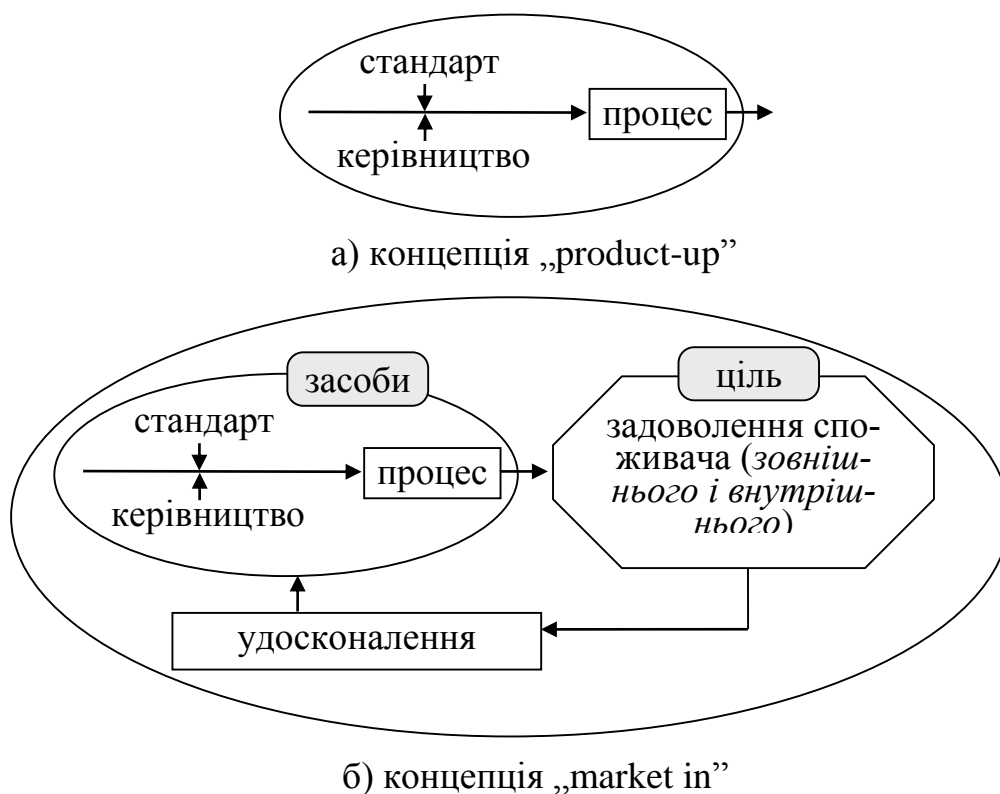 стандарт
процес
керівництво
а) концепція „product-up”
засоби
ціль
стандарт
процес
керівництво
задоволення спо-
живача (зовніш-
нього і внутріш-
нього)
удосконалення
б) концепція „market in”